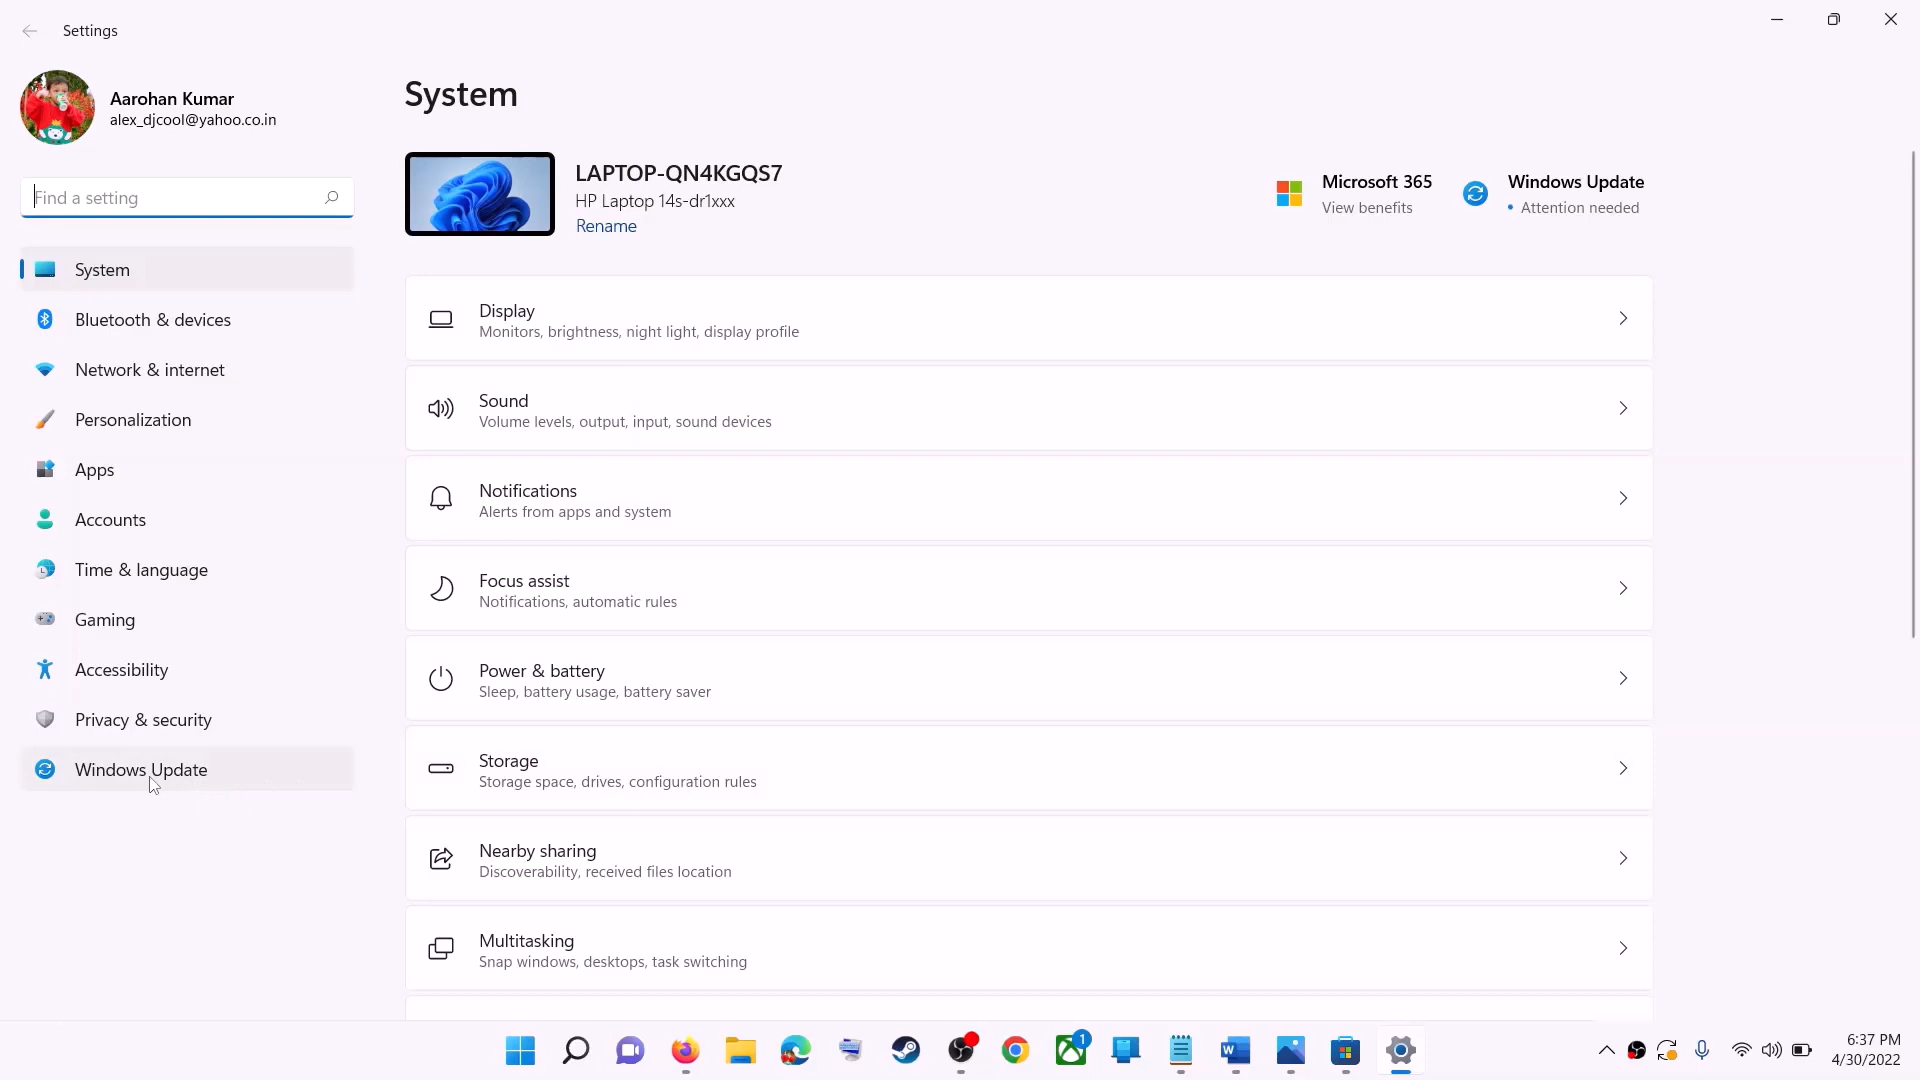 Settings
Aarohan Kumar
alex_djcool@yahoo.co.in
Find a setting
System
Bluetooth & devices
Network & internet
Personalization
Apps
Accounts
Time & language
Gaming
Accessibility
Privacy & security
Windows Update
System
LAPTOP-QN4KGQS7
HP Laptop 14s-dr1xxx
Rename
Microsoft 365
View benefits
Windows Update
• Attention needed
Display
Monitors, brightness, night light, display profile
Sound
Volume levels, output, input, sound devices
Notifications
Alerts from apps and system
Focus assist
Notifications, automatic rules
Power & battery
Sleep, battery usage, battery saver
Storage
Storage space, drives, configuration rules
Nearby sharing
Discoverability, received files location
Multitasking
Snap windows, desktops, task switching
1
6:37 PM
4/30/2022